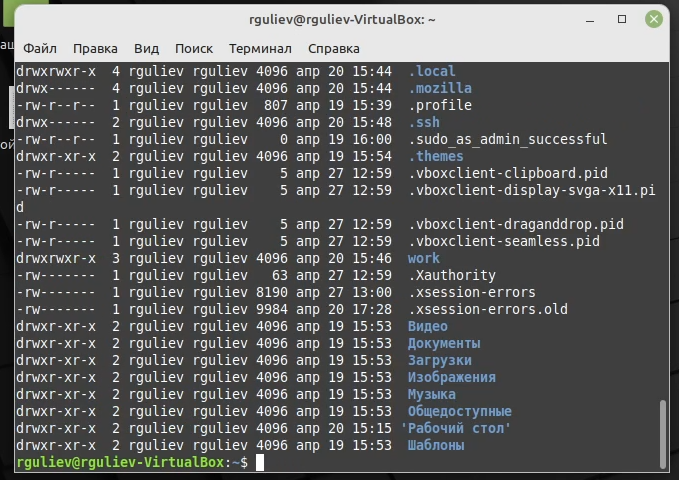 rguliev@rguliev-VirtualBox: ~
Файл Правка Вид Поиск Терминал Справка
drwxrwxr-x 4 rguliev rguliev 4096 апр 20 15:44 .local
drwx------ 4 rguliev rguliev 4096 апр 20 15:44 .mozilla
-rw-r--r-- 1 rguliev rguliev 807 апр 19 15:39 .profile
drwx------ 2 rguliev rguliev 4096 апр 20 15:48 .ssh
-rw-r--r-- 1 rguliev rguliev 0 апр 19 16:00 .sudo_as_admin_successful
drwxr-xr-x 2 rguliev rguliev 4096 апр 19 15:54 .themes
-rw-r----- 1 rguliev rguliev 5 апр 27 12:59 .vboxclient-clipboard.pid
-rw-r----- 1 rguliev rguliev 5 апр 27 12:59 .vboxclient-display-svga-x11.pi
d
-rw-r----- 1 rguliev rguliev 5 апр 27 12:59 .vboxclient-draganddrop.pid
-rw-r----- 1 rguliev rguliev 5 апр 27 12:59 .vboxclient-seamless.pid
drwxrwxr-x 3 rguliev rguliev 4096 апр 20 15:46 work
-rw------- 1 rguliev rguliev 63 апр 27 12:59 .Xauthority
-rw------- 1 rguliev rguliev 8190 апр 27 13:00 .xsession-errors
-rw------- 1 rguliev rguliev 9984 апр 20 17:28 .xsession-errors.old
drwxr-xr-x 2 rguliev rguliev 4096 апр 19 15:53 Видео
drwxr-xr-x 2 rguliev rguliev 4096 апр 19 15:53 Документы
drwxr-xr-x 2 rguliev rguliev 4096 апр 19 15:53 Загрузки
drwxr-xr-x 2 rguliev rguliev 4096 апр 19 15:53 Изображения
drwxr-xr-x 2 rguliev rguliev 4096 апр 19 15:53 Музыка
drwxr-xr-x 2 rguliev rguliev 4096 апр 19 15:53 Общедоступные
drwxr-xr-x 2 rguliev rguliev 4096 апр 20 15:15 'Рабочий стол'
drwxr-xr-x 2 rguliev rguliev 4096 апр 19 15:53 Шаблоны
rguliev@rguliev-VirtualBox:~$